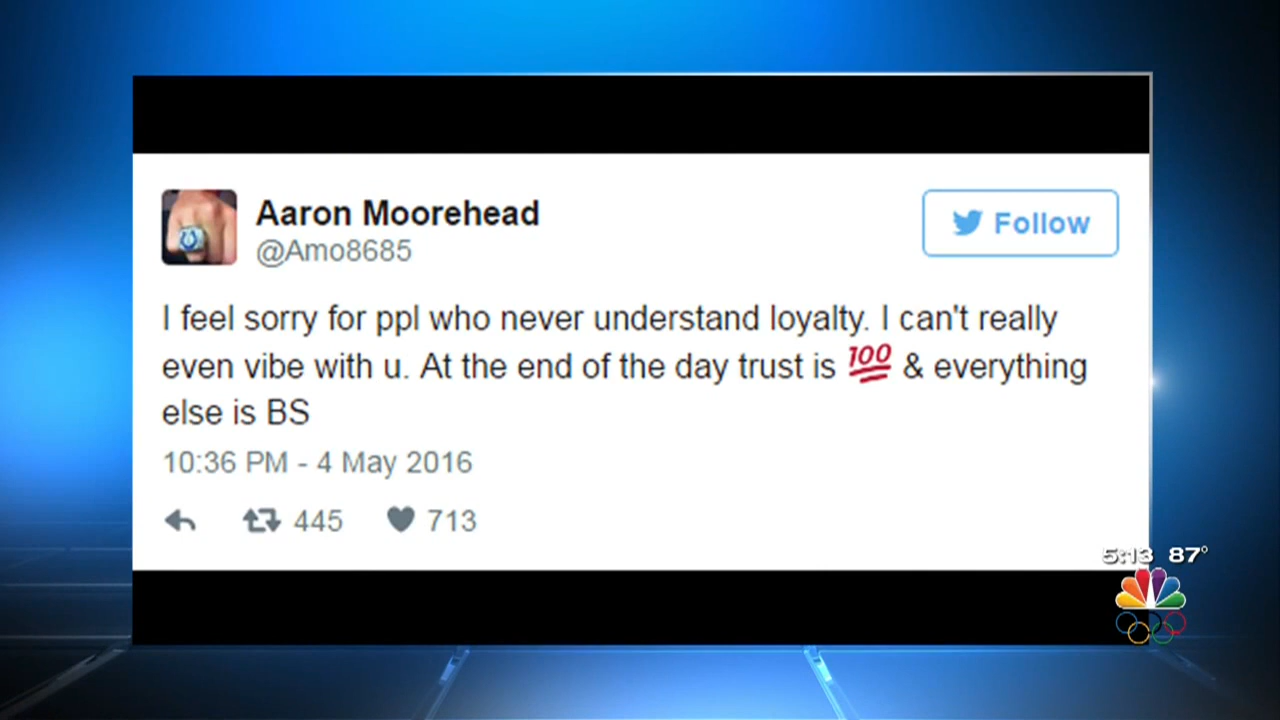 Aaron Moorehead
@Amo8685
Follow
I feel sorry for ppl who never understand loyalty. I can't really
even vibe with u. At the end of the day trust is 💯 & everything
else is BS
10:36 PM - 4 May 2016
445 713
5:13 87°